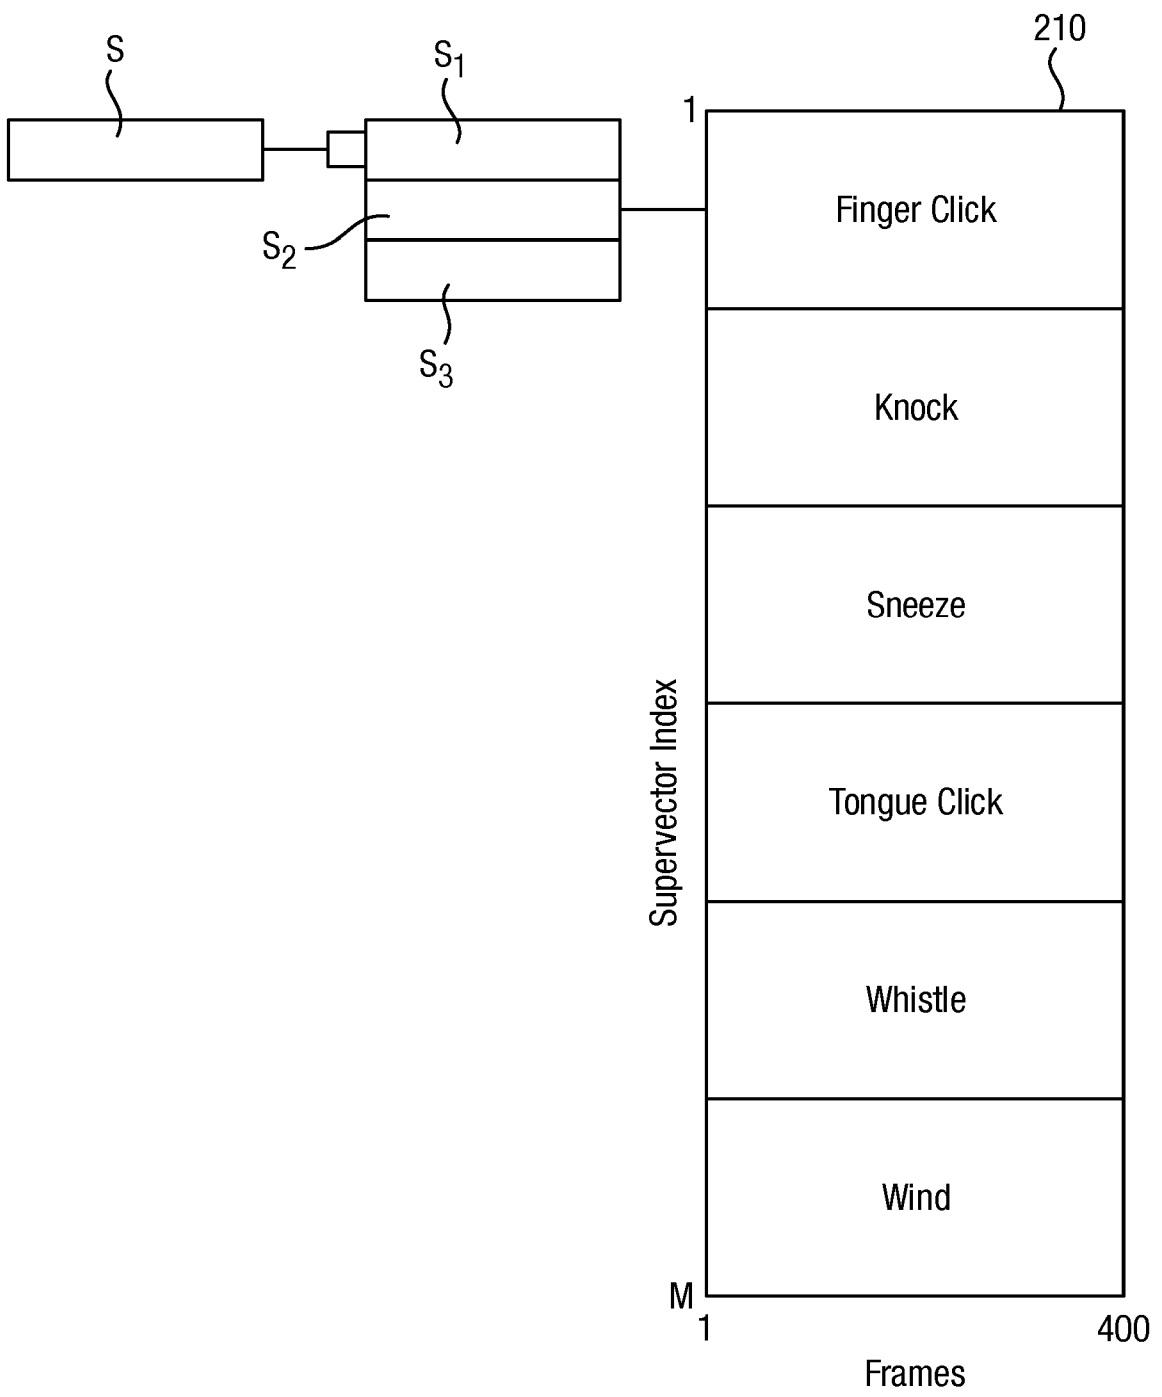 S
S1
S2
S3
210
1
Finger Click
Knock
Sneeze
Tongue Click
Whistle
Wind
Supervector Index
M
1
400
Frames